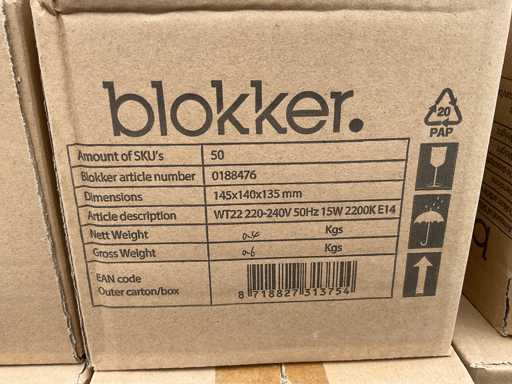 blokker.
20
PAP
Amount of SKU's 50
Blokker article number 0188476
Dimensions 145x140x135 mm
Article description WT22 220-240V 50Hz 15W 2200K E14
Nett Weight 0-4 Kgs
Gross Weight 0-6 Kgs
EAN code
Outer carton/box
8 718827 313754